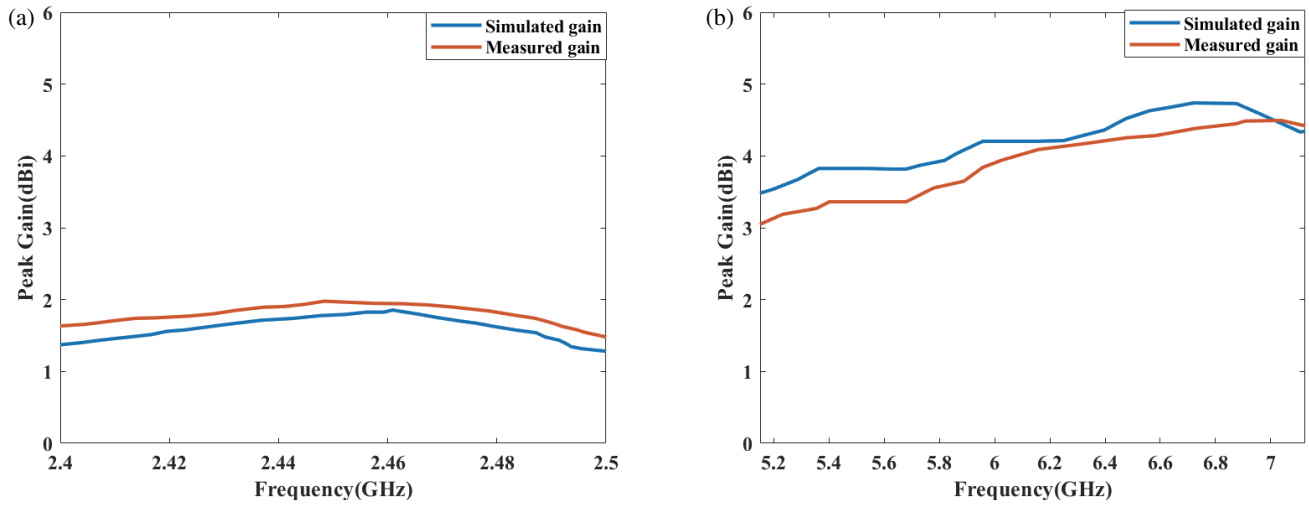 (a)
Simulated gain
Measured gain
6
5
4
3
2
1
0
Peak Gain(dBi)
2.4 2.42 2.44 2.46 2.48 2.5
Frequency(GHz)
(b)
Simulated gain
Measured gain
6
5
4
3
2
1
0
Peak Gain(dBi)
5.2 5.4 5.6 5.8 6 6.2 6.4 6.6 6.8 7
Frequency(GHz)